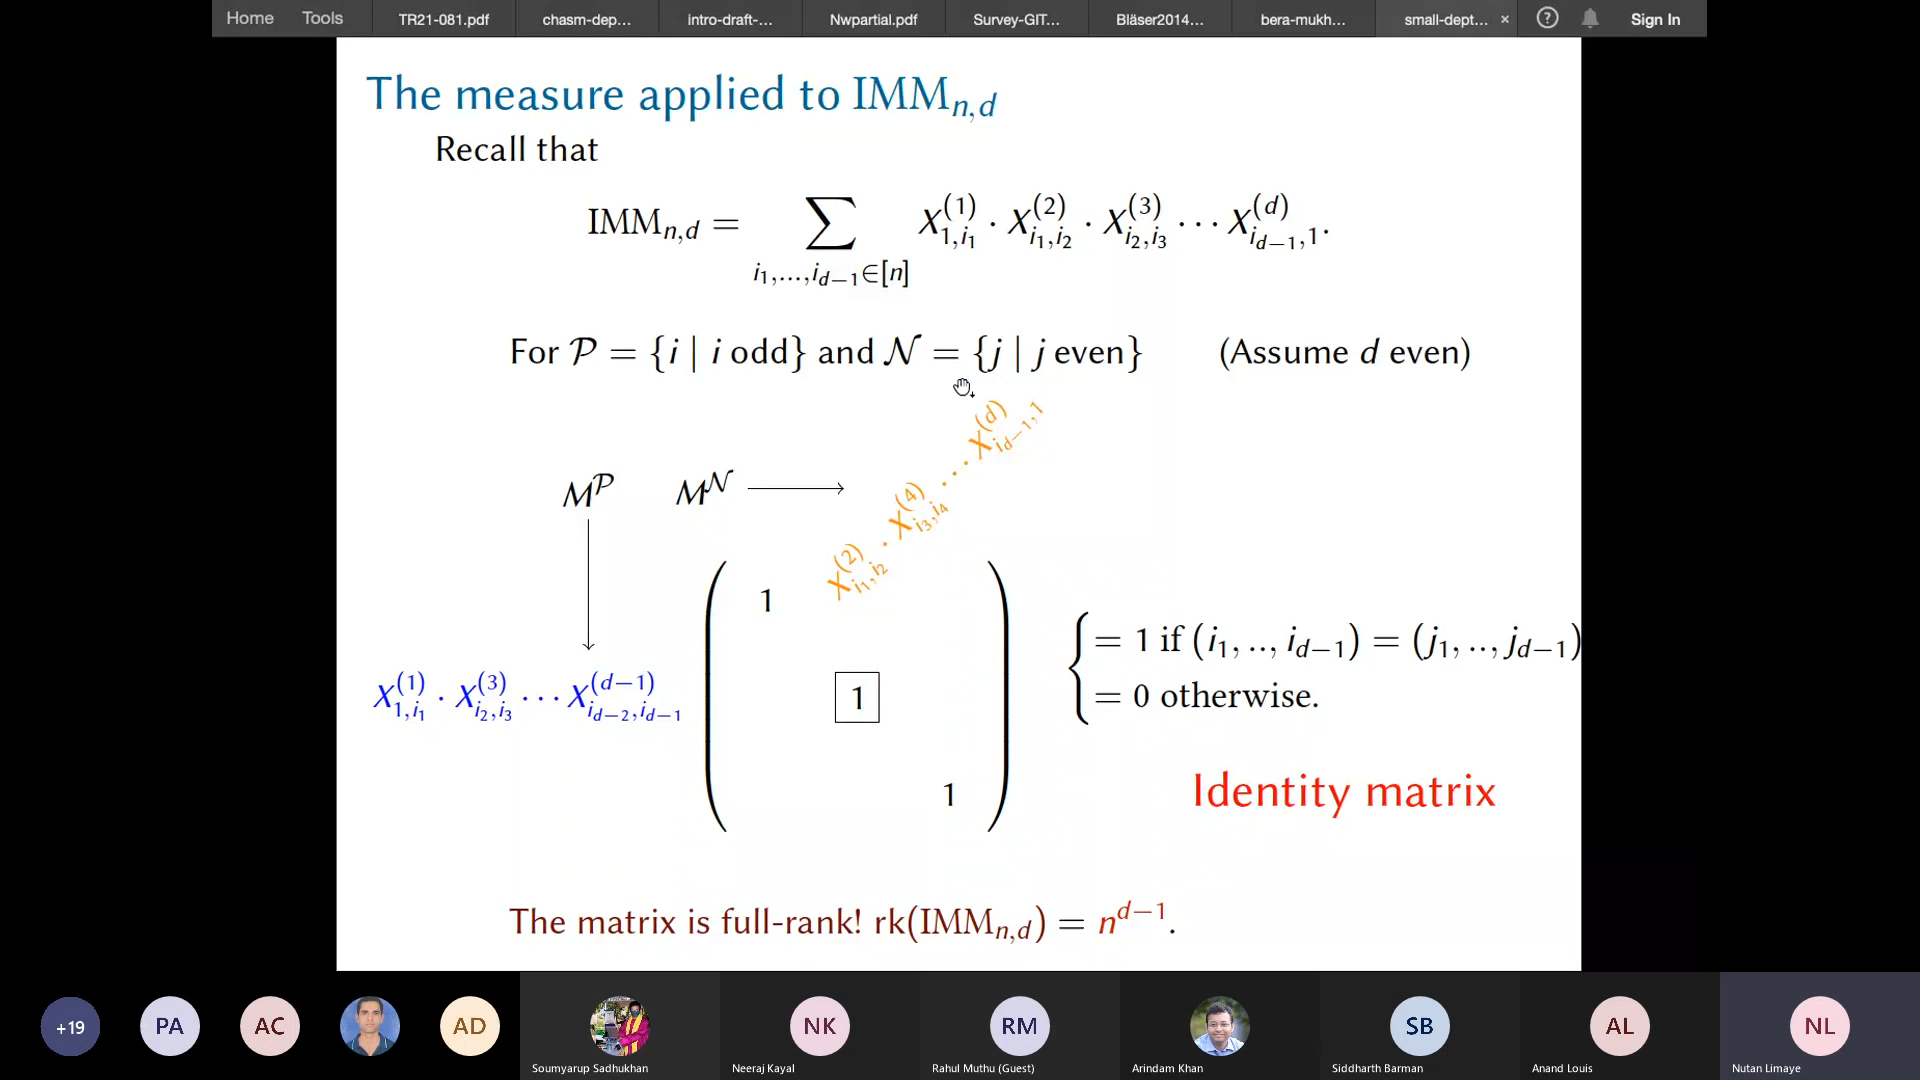 Home Tools TR21-081.pdf chasm-dep... intro-draft-... Nwpartial.pdf Survey-GIT... Bläser2014... bera-mukh... small-dept... × ? Sign In
The measure applied to IMM_{n,d}
Recall that
IMM_{n,d} = ∑_{i_1,...,i_{d−1}∈[n]} X^{(1)}_{1,i_1} · X^{(2)}_{i_1,i_2} · X^{(3)}_{i_2,i_3} ··· X^{(d)}_{i_{d−1},1}.
For 𝒫 = {i | i odd} and 𝒩 = {j | j even} (Assume d even)
M^𝒫 M^𝒩
X^{(2)}_{i_1,i_2} · X^{(4)}_{i_3,i_4} ··· X^{(d)}_{i_{d−1},1}
1
X^{(1)}_{1,i_1} · X^{(3)}_{i_2,i_3} ··· X^{(d−1)}_{i_{d−2},i_{d−1}}
1
1
= 1 if (i_1, .., i_{d−1}) = (j_1, .., j_{d−1})
= 0 otherwise.
Identity matrix
The matrix is full-rank! rk(IMM_{n,d}) = n^{d−1}.
+19 PA AC AD NK RM SB AL NL
Soumyarup Sadhukhan Neeraj Kayal Rahul Muthu (Guest) Arindam Khan Siddharth Barman Anand Louis Nutan Limaye